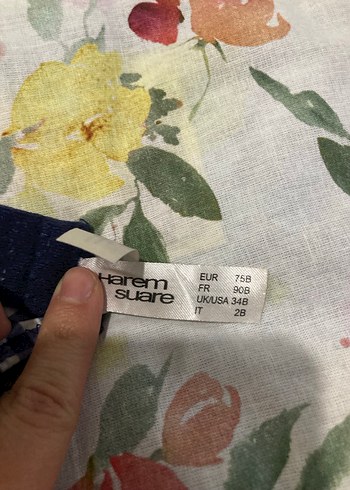 Harem
suare
EUR 75B
FR 90B
UK/USA 34B
IT 2B